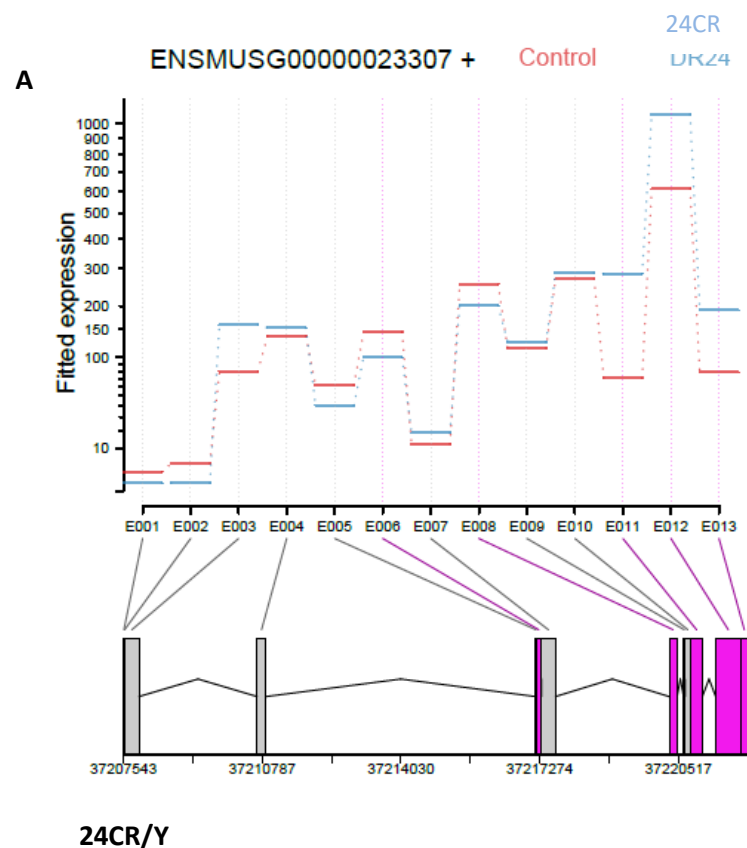 24CR
ENSMUSG00000023307 + Control DR24
A
Fitted expression
1000
900
800
700
600
500
400
300
200
150
100
10
E001 E002 E003 E004 E005 E006 E007 E008 E009 E010 E011 E012 E013
37207543 37210787 37214030 37217274 37220517
24CR/Y